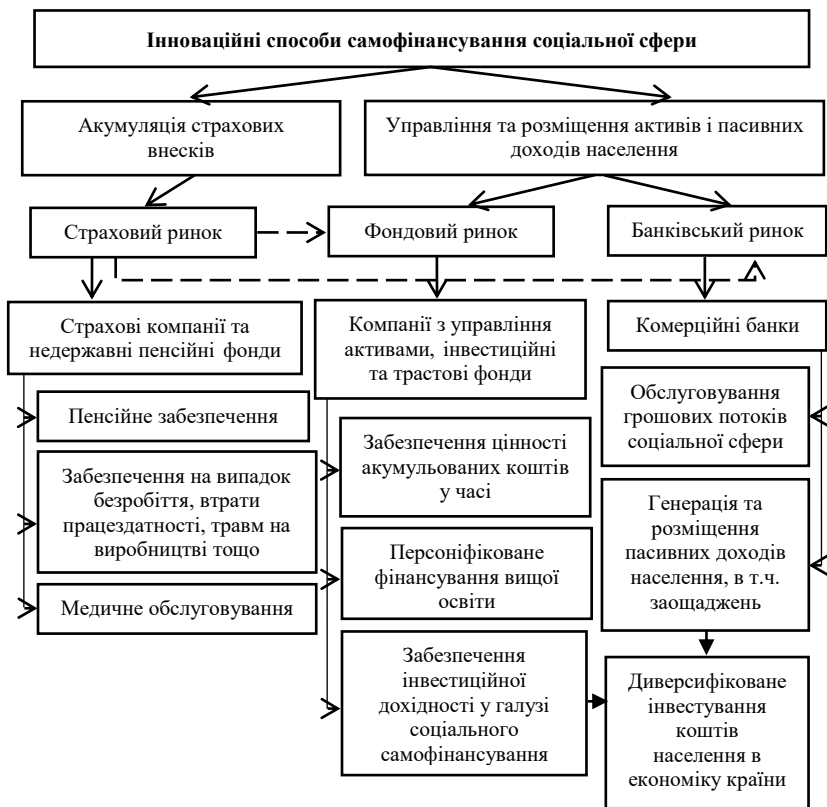 Інноваційні способи самофінансування соціальної сфери
Акумуляція страхових
внесків
Управління та розміщення активів і пасивних
доходів населення
Страховий ринок
Фондовий ринок
Банківський ринок
Страхові компанії та
недержавні пенсійні фонди
Компанії з управління
активами, інвестиційні
та трастові фонди
Комерційні банки
Пенсійне забезпечення
Забезпечення на випадок
безробіття, втрати
працездатності, травм на
виробництві тощо
Медичне обслуговування
Забезпечення цінності
акумульованих коштів
у часі
Персоніфіковане
фінансування вищої
освіти
Забезпечення
інвестиційної
дохідності у галузі
соціального
самофінансування
Обслуговування
грошових потоків
соціальної сфери
Генерація та
розміщення
пасивних доходів
населення, в т.ч.
заощаджень
Диверсифіковане
інвестування
коштів
населення в
економіку країни